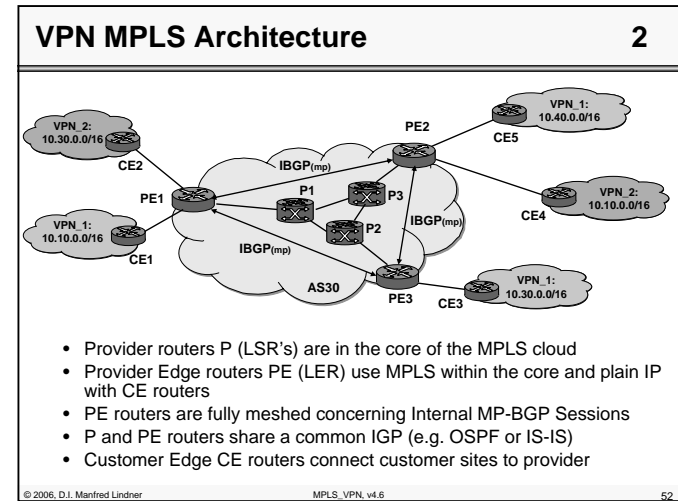 VPN MPLS Architecture 2
VPN_2:
10.30.0.0/16
CE2
VPN_1:
10.10.0.0/16
CE1
PE1
IBGP(mp)
P1
P3
P2
IBGP(mp)
IBGP(mp)
AS30
PE2
PE3
VPN_1:
10.40.0.0/16
CE5
VPN_2:
10.10.0.0/16
CE4
VPN_1:
10.30.0.0/16
CE3
• Provider routers P (LSR's) are in the core of the MPLS cloud
• Provider Edge routers PE (LER) use MPLS within the core and plain IP
with CE routers
• PE routers are fully meshed concerning Internal MP-BGP Sessions
• P and PE routers share a common IGP (e.g. OSPF or IS-IS)
• Customer Edge CE routers connect customer sites to provider
© 2006, D.I. Manfred Lindner MPLS_VPN, v4.6 52